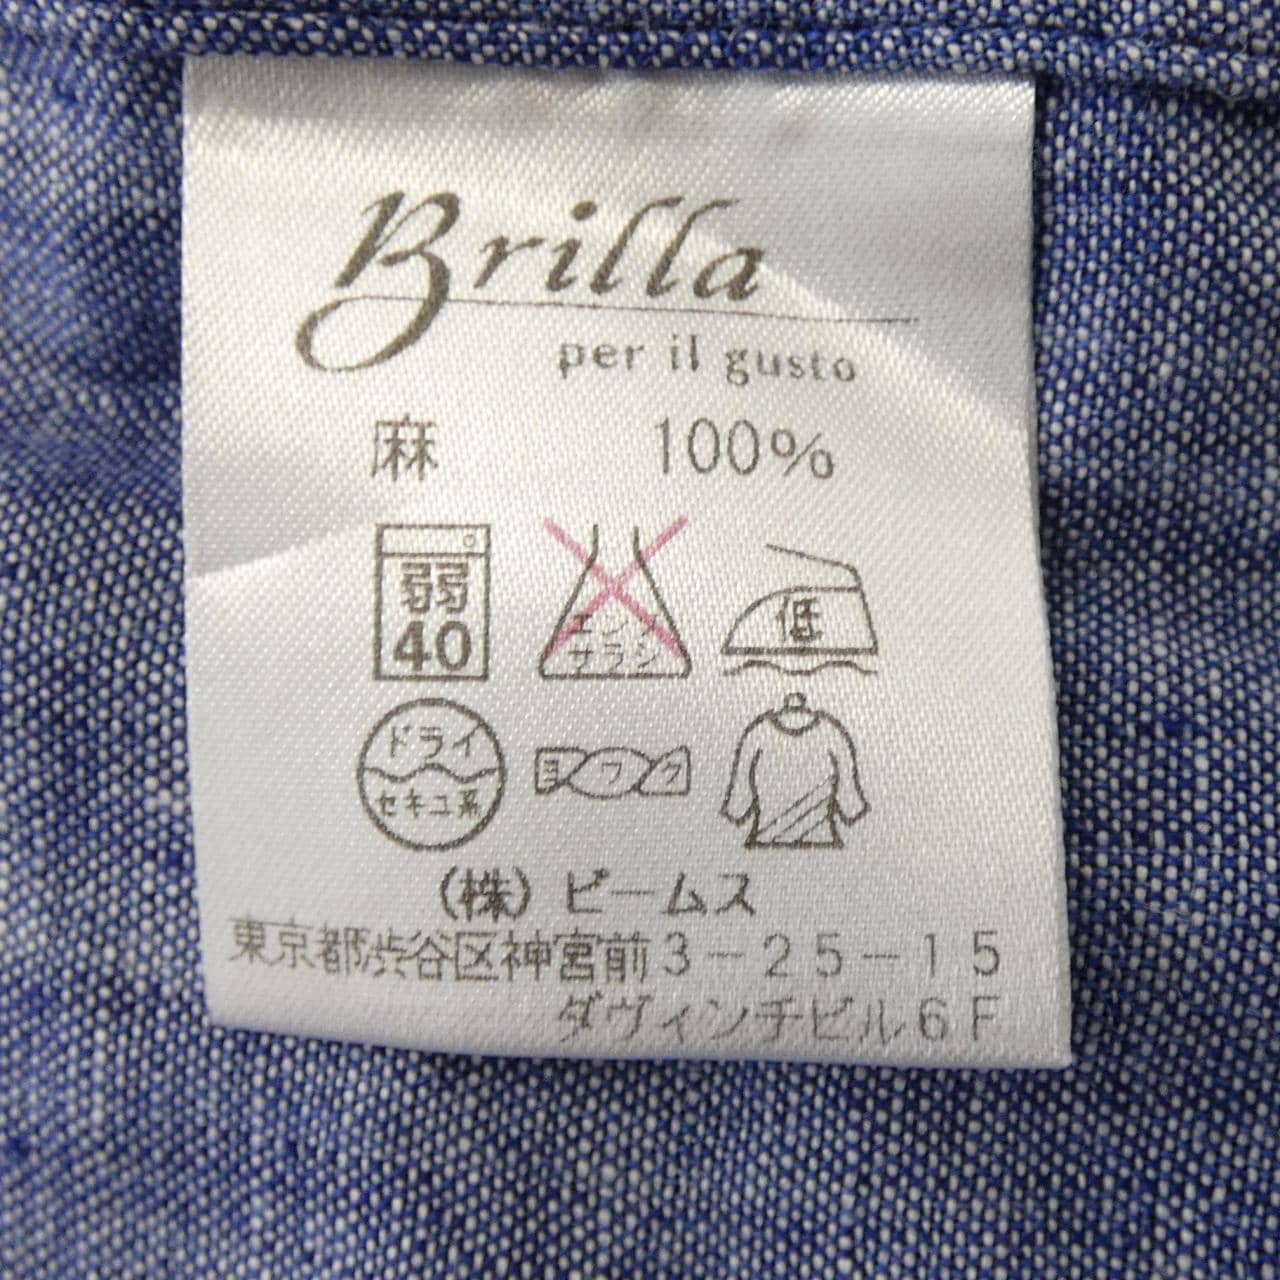 Brilla
per il gusto
麻 100%
弱
40
エンソ
サラシ
低
ドライ
セキユ系
ヨワク
(株) ビームス
東京都渋谷区神宮前3-25-15
ダヴィンチビル6F